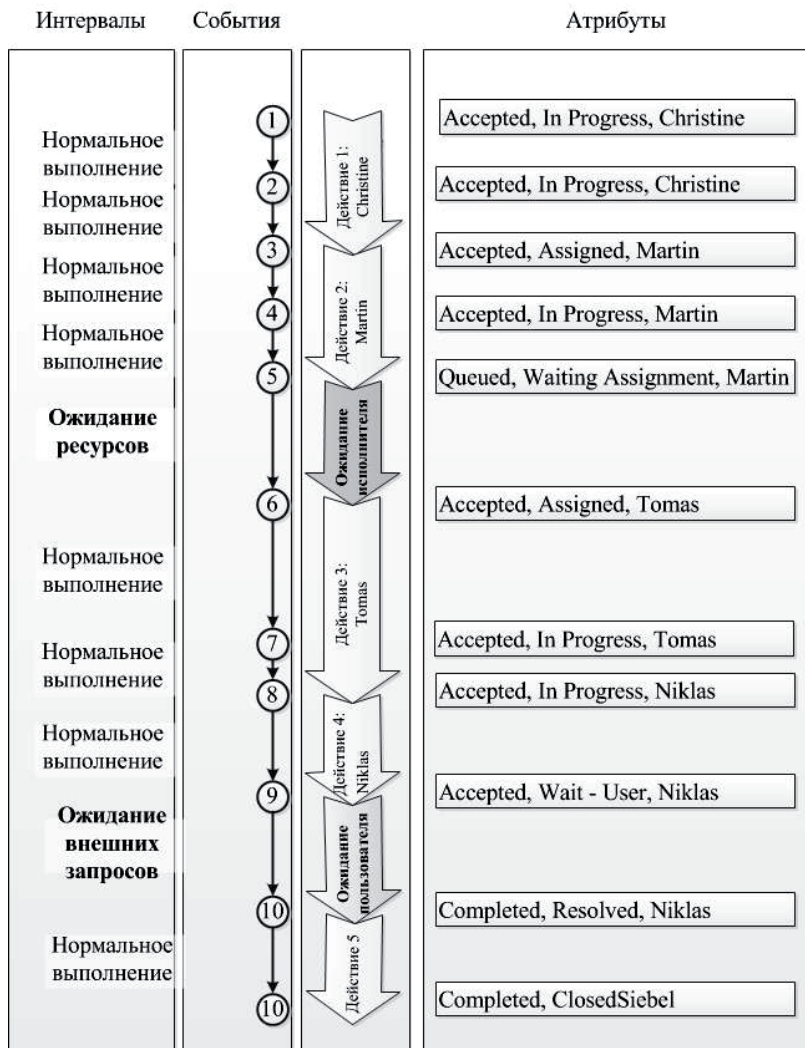 Интервалы
События
Атрибуты
1
Действие 1:
Christine
Accepted, In Progress, Christine
Нормальное
выполнение
2
Accepted, In Progress, Christine
Нормальное
выполнение
3
Действие 2:
Martin
Accepted, Assigned, Martin
Нормальное
выполнение
4
Accepted, In Progress, Martin
Нормальное
выполнение
5
Queued, Waiting Assignment, Martin
Ожидание
ресурсов
Ожидание
исполнителя
6
Accepted, Assigned, Tomas
Нормальное
выполнение
Действие 3:
Tomas
7
Accepted, In Progress, Tomas
Нормальное
выполнение
8
Accepted, In Progress, Niklas
Нормальное
выполнение
Действие 4:
Niklas
9
Accepted, Wait - User, Niklas
Ожидание
внешних
запросов
Ожидание
пользователя
10
Completed, Resolved, Niklas
Нормальное
выполнение
Действие 5
10
Completed, ClosedSiebel